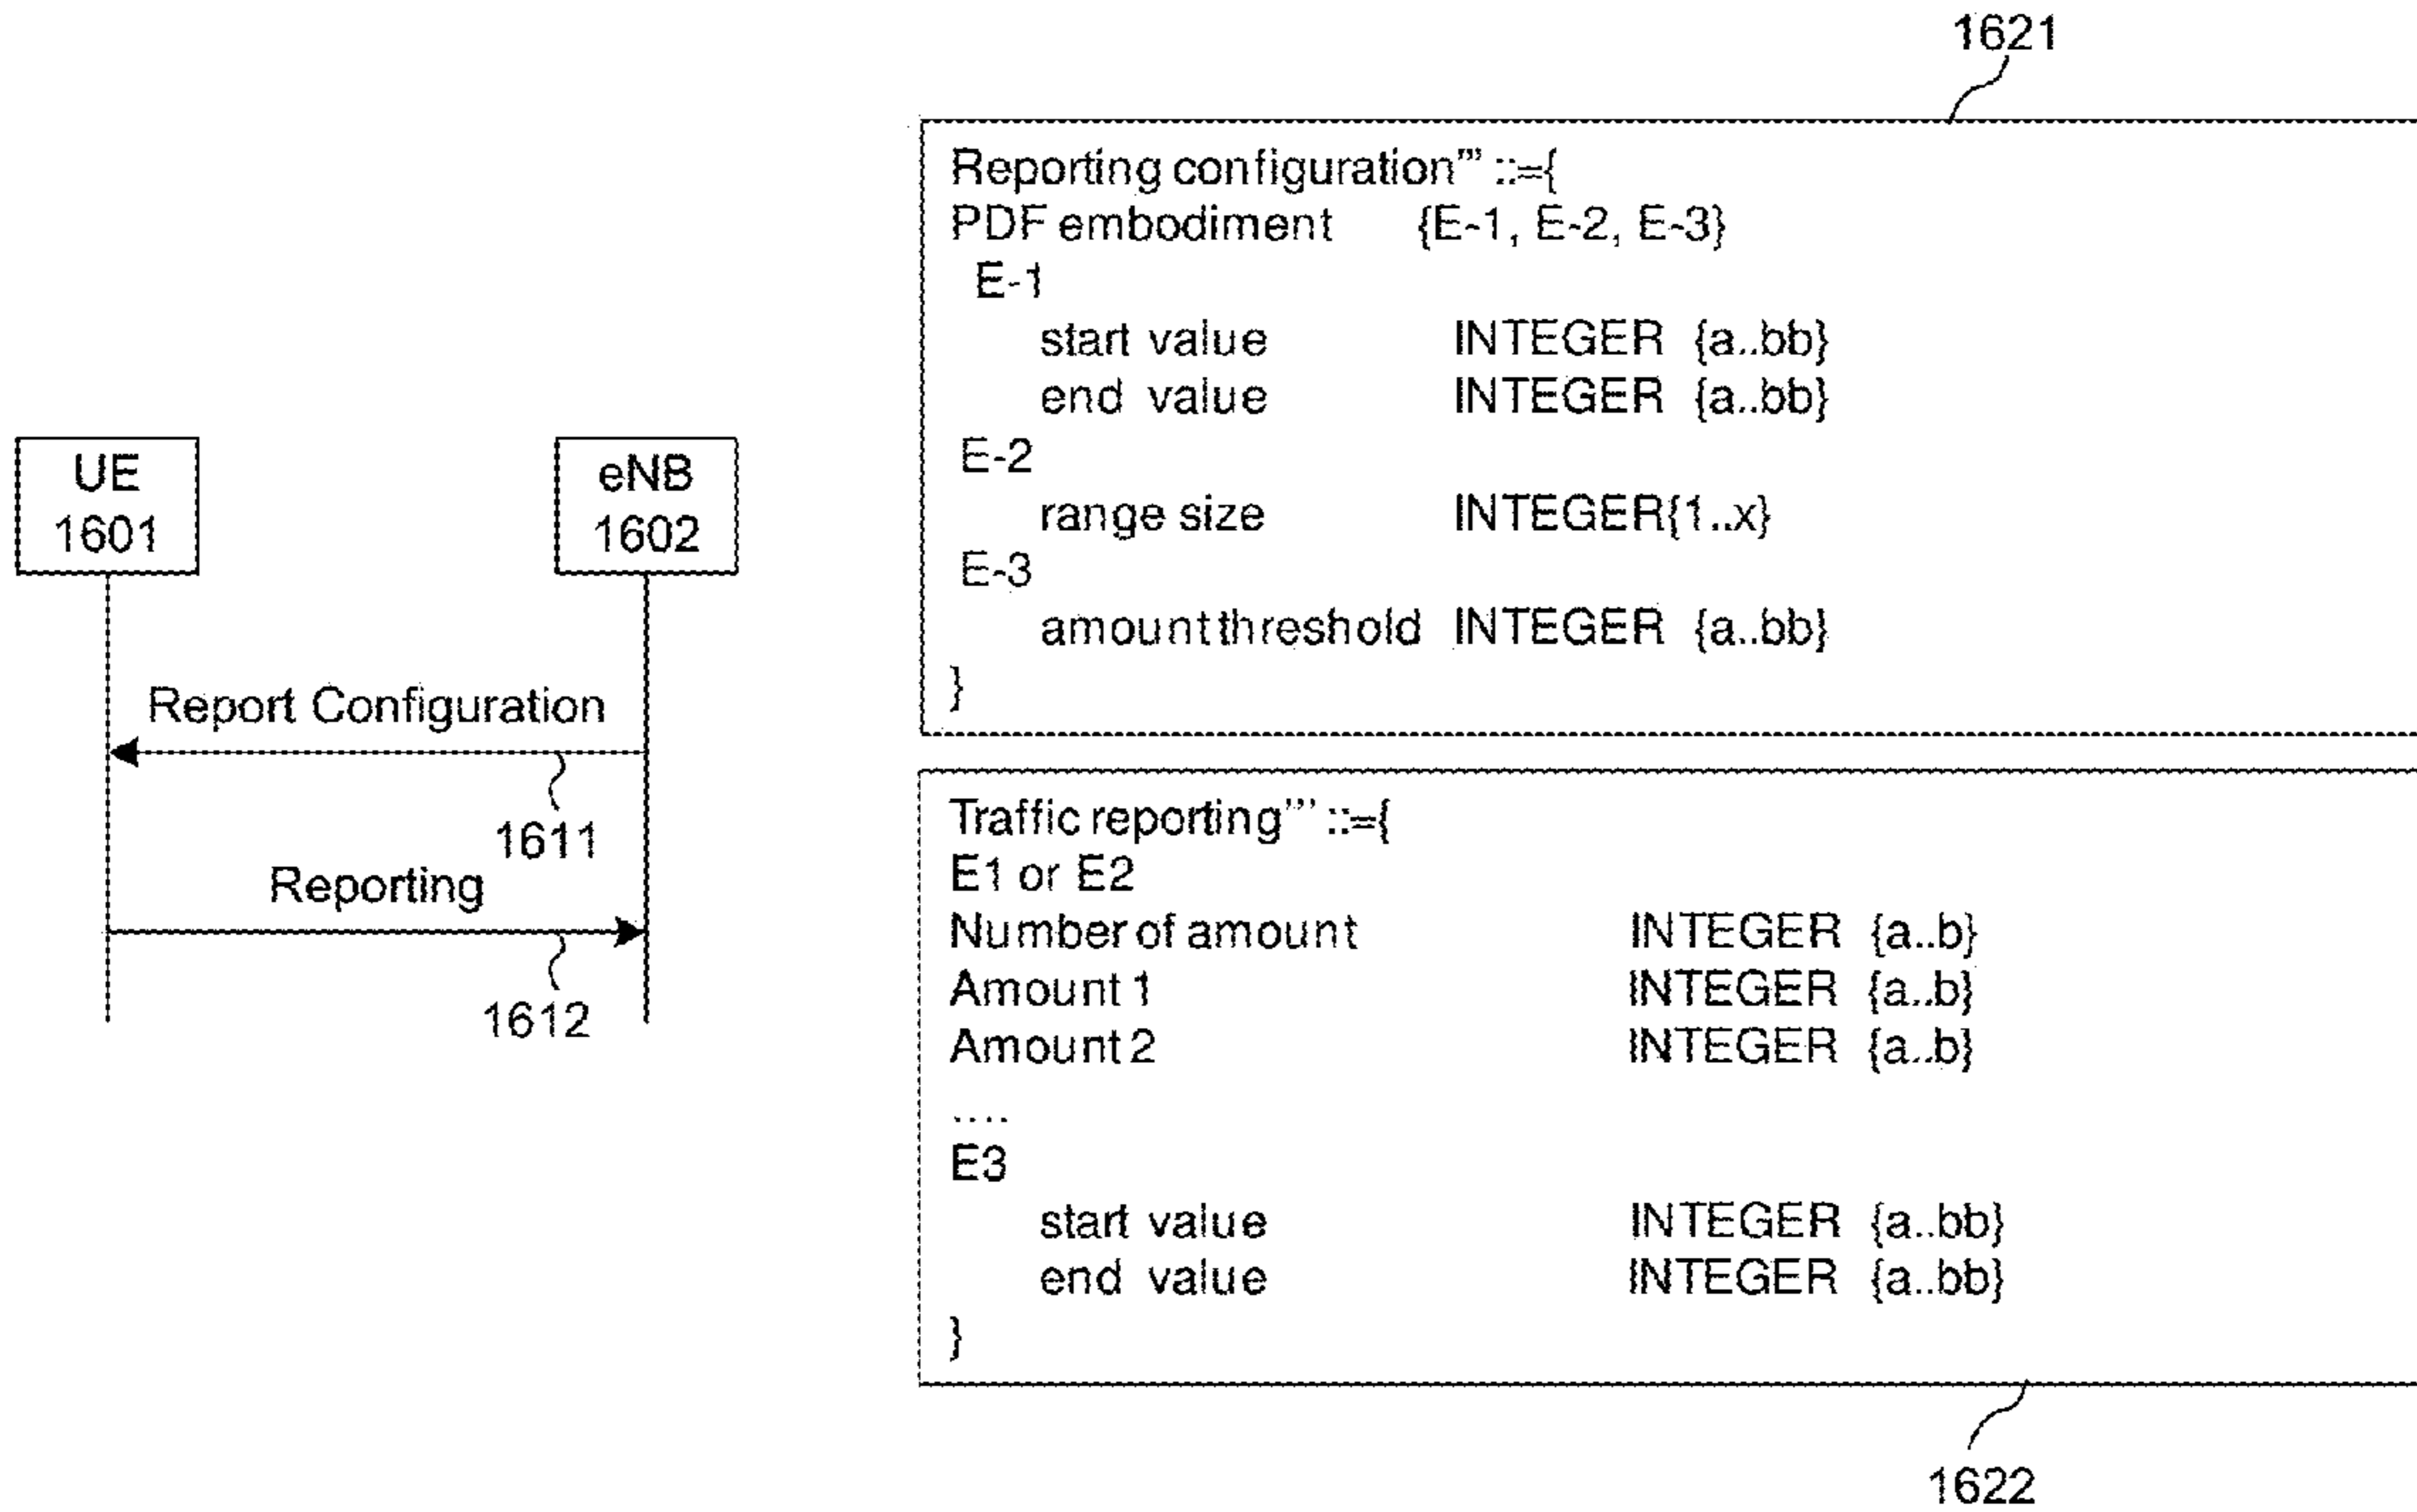 1621
Reporting configuration''' ::={
PDF embodiment {E-1, E-2, E-3}
E-1
start value INTEGER {a..bb}
end value INTEGER {a..bb}
E-2
range size INTEGER{1..x}
E-3
amount threshold INTEGER {a..bb}
}
UE
1601
eNB
1602
Report Configuration
1611
Reporting
1612
Traffic reporting''' ::={
E1 or E2
Number of amount INTEGER {a..b}
Amount 1 INTEGER {a..b}
Amount 2 INTEGER {a..b}
....
E3
start value INTEGER {a..bb}
end value INTEGER {a..bb}
}
1622